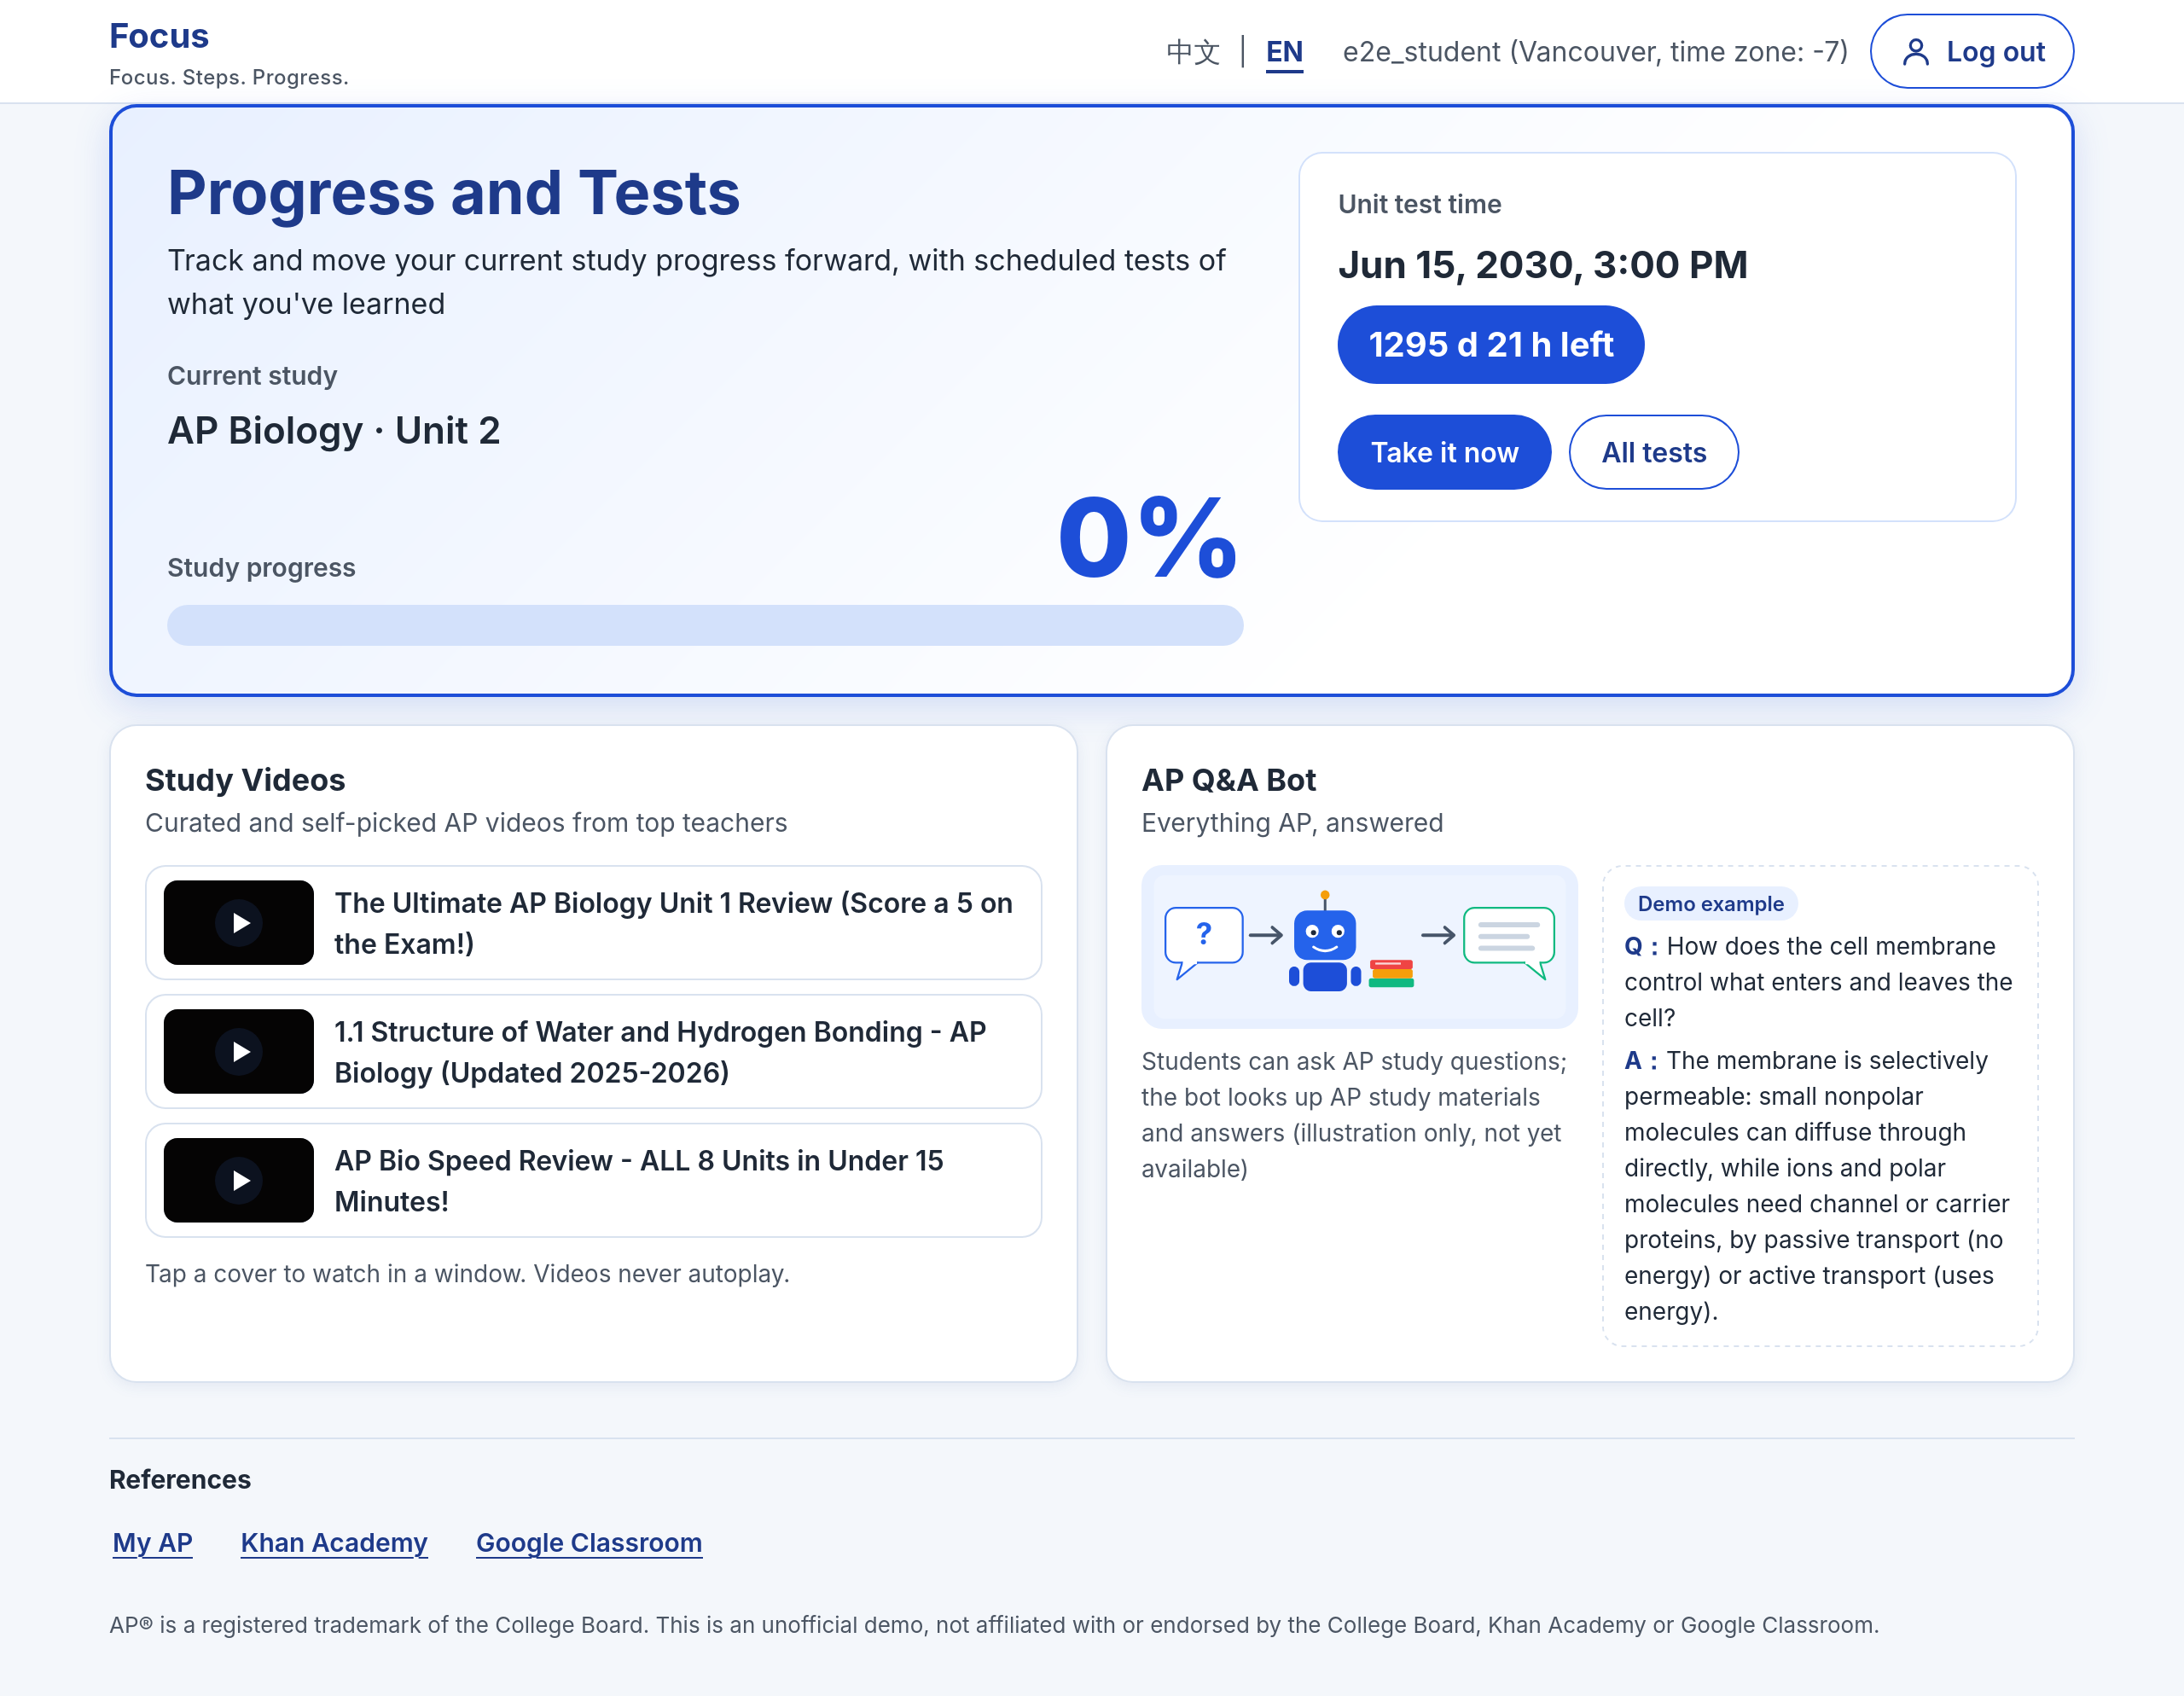 Focus
Focus. Steps. Progress.
中文 | EN
e2e_student (Vancouver, time zone: -7)
Log out
Progress and Tests
Track and move your current study progress forward, with scheduled tests of
what you've learned
Current study
AP Biology · Unit 2
Study progress
0%
Unit test time
Jun 15, 2030, 3:00 PM
1295 d 21 h left
Take it now
All tests
Study Videos
Curated and self-picked AP videos from top teachers
The Ultimate AP Biology Unit 1 Review (Score a 5 on
the Exam!)
1.1 Structure of Water and Hydrogen Bonding - AP
Biology (Updated 2025-2026)
AP Bio Speed Review - ALL 8 Units in Under 15
Minutes!
Tap a cover to watch in a window. Videos never autoplay.
AP Q&A Bot
Everything AP, answered
?
Students can ask AP study questions;
the bot looks up AP study materials
and answers (illustration only, not yet
available)
Demo example
Q : How does the cell membrane
control what enters and leaves the
cell?
A : The membrane is selectively
permeable: small nonpolar
molecules can diffuse through
directly, while ions and polar
molecules need channel or carrier
proteins, by passive transport (no
energy) or active transport (uses
energy).
References
My AP
Khan Academy
Google Classroom
AP® is a registered trademark of the College Board. This is an unofficial demo, not affiliated with or endorsed by the College Board, Khan Academy or Google Classroom.